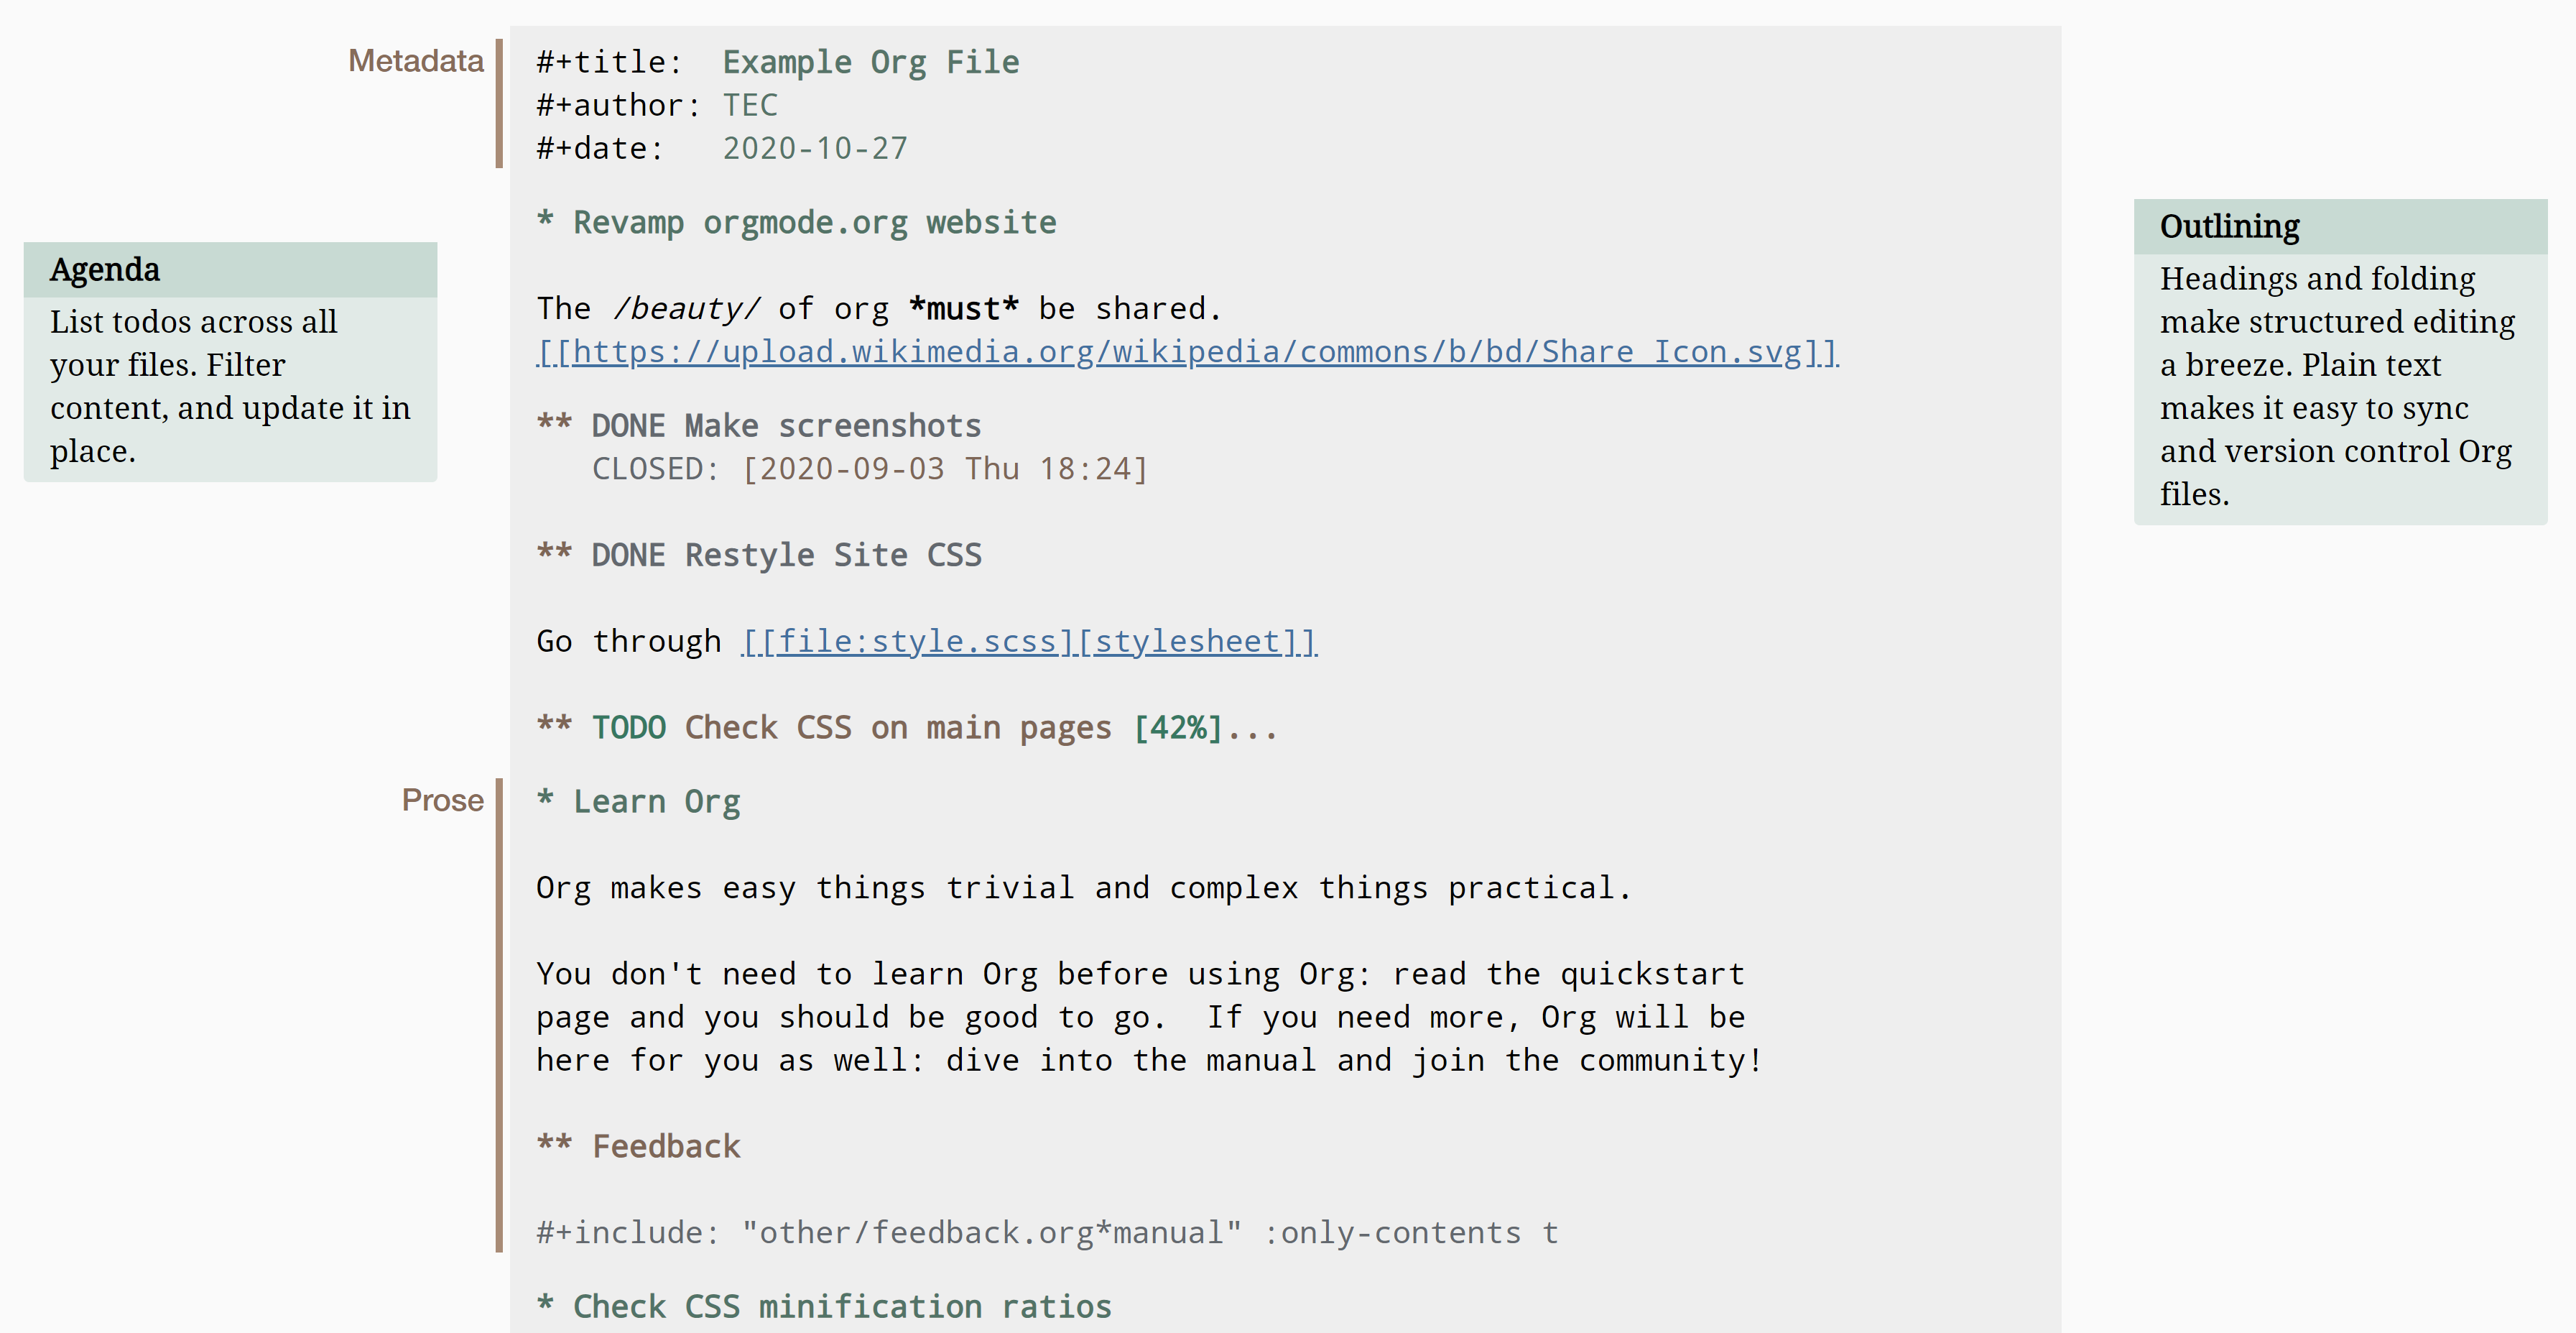 Metadata
#+title:  Example Org File
#+author: TEC
#+date:   2020-10-27
* Revamp orgmode.org website
Agenda
List todos across all
your files. Filter
content, and update it in
place.
The /beauty/ of org *must* be shared.
[[https://upload.wikimedia.org/wikipedia/commons/b/bd/Share_Icon.svg]]
Outlining
Headings and folding
make structured editing
a breeze. Plain text
makes it easy to sync
and version control Org
files.
** DONE Make screenshots
   CLOSED: [2020-09-03 Thu 18:24]
** DONE Restyle Site CSS
Go through [[file:style.scss][stylesheet]]
** TODO Check CSS on main pages [42%]...
Prose
* Learn Org
Org makes easy things trivial and complex things practical.
You don't need to learn Org before using Org: read the quickstart
page and you should be good to go.  If you need more, Org will be
here for you as well: dive into the manual and join the community!
** Feedback
#+include: "other/feedback.org*manual" :only-contents t
* Check CSS minification ratios